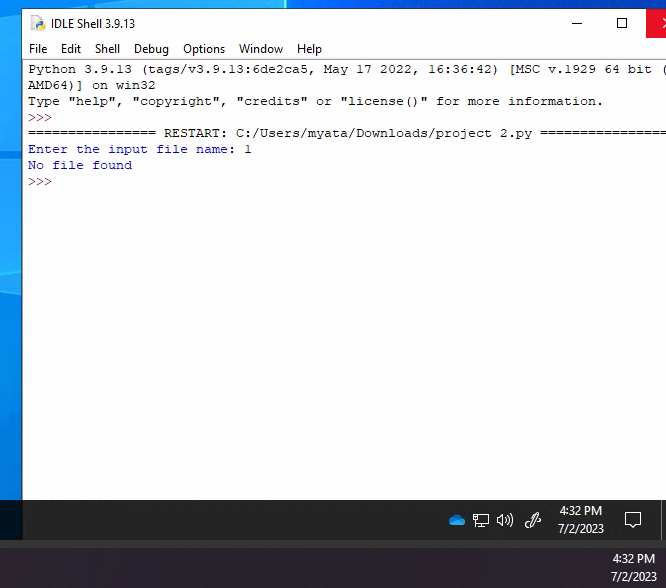 IDLE Shell 3.9.13
File Edit Shell Debug Options Window Help
Python 3.9.13 (tags/v3.9.13:6de2ca5, May 17 2022, 16:36:42) [MSC v.1929 64 bit (
AMD64)] on win32
Type "help", "copyright", "credits" or "license()" for more information.
>>>
================ RESTART: C:/Users/myata/Downloads/project 2.py ================
Enter the input file name: 1
No file found
>>>
4:32 PM
7/2/2023
4:32 PM
7/2/2023